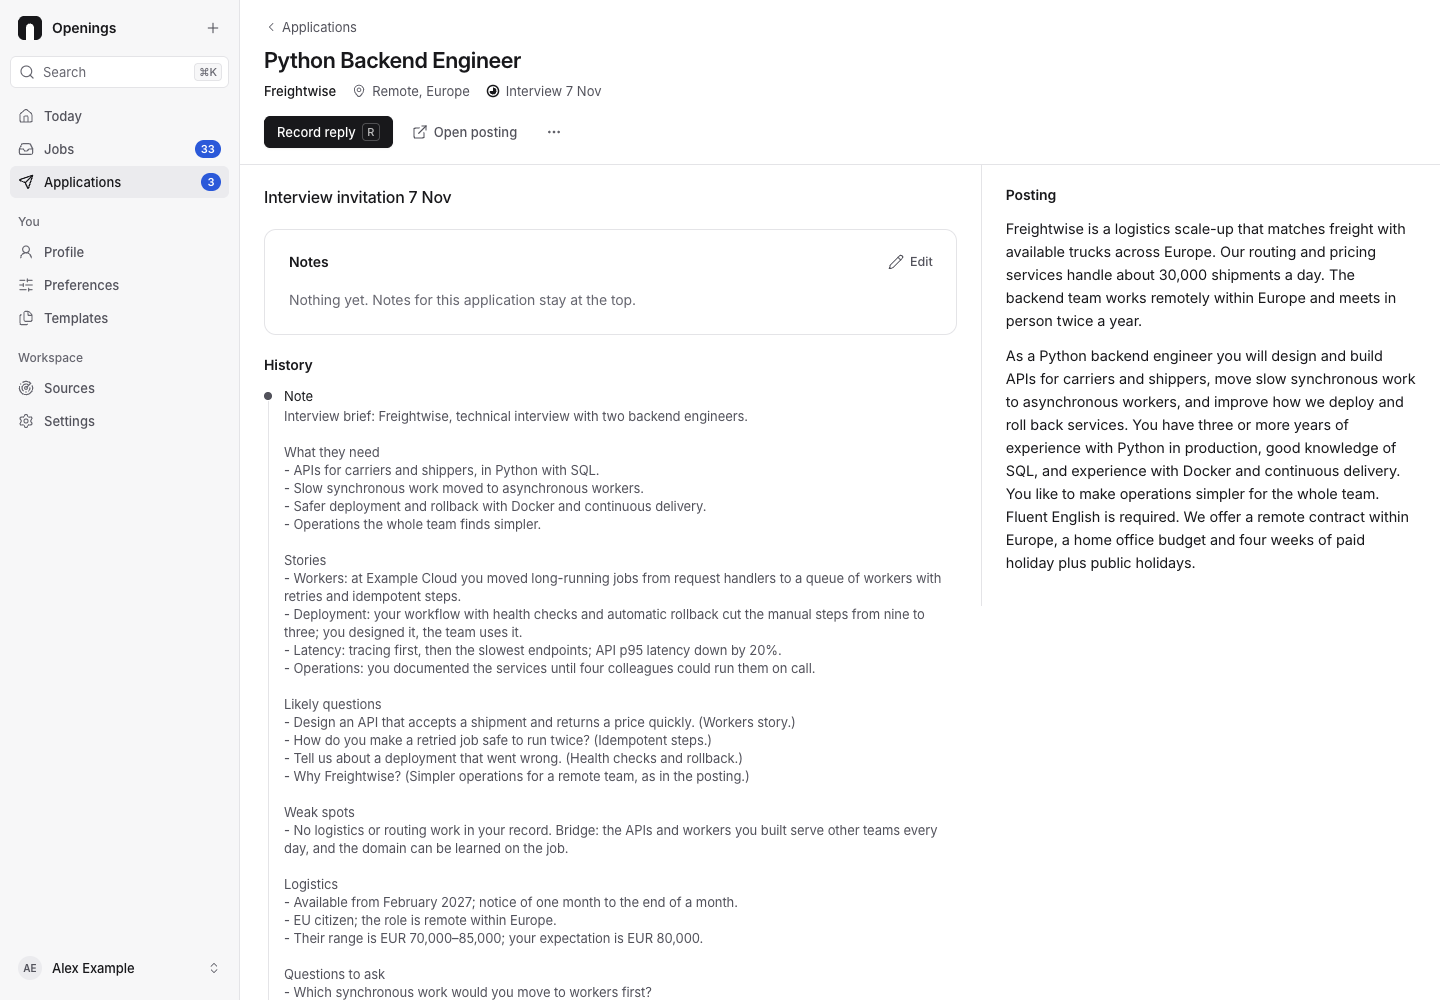 Openings
Search ⌘K
Today
Jobs 33
Applications 3
You
Profile
Preferences
Templates
Workspace
Sources
Settings
AE Alex Example
Applications
Python Backend Engineer
Freightwise Remote, Europe Interview 7 Nov
Record reply R Open posting
Interview invitation 7 Nov
Notes Edit
Nothing yet. Notes for this application stay at the top.
History
Note
Interview brief: Freightwise, technical interview with two backend engineers.
What they need
- APIs for carriers and shippers, in Python with SQL.
- Slow synchronous work moved to asynchronous workers.
- Safer deployment and rollback with Docker and continuous delivery.
- Operations the whole team finds simpler.
Stories
- Workers: at Example Cloud you moved long-running jobs from request handlers to a queue of workers with
retries and idempotent steps.
- Deployment: your workflow with health checks and automatic rollback cut the manual steps from nine to
three; you designed it, the team uses it.
- Latency: tracing first, then the slowest endpoints; API p95 latency down by 20%.
- Operations: you documented the services until four colleagues could run them on call.
Likely questions
- Design an API that accepts a shipment and returns a price quickly. (Workers story.)
- How do you make a retried job safe to run twice? (Idempotent steps.)
- Tell us about a deployment that went wrong. (Health checks and rollback.)
- Why Freightwise? (Simpler operations for a remote team, as in the posting.)
Weak spots
- No logistics or routing work in your record. Bridge: the APIs and workers you built serve other teams every
day, and the domain can be learned on the job.
Logistics
- Available from February 2027; notice of one month to the end of a month.
- EU citizen; the role is remote within Europe.
- Their range is EUR 70,000–85,000; your expectation is EUR 80,000.
Questions to ask
- Which synchronous work would you move to workers first?
Posting
Freightwise is a logistics scale-up that matches freight with
available trucks across Europe. Our routing and pricing
services handle about 30,000 shipments a day. The
backend team works remotely within Europe and meets in
person twice a year.
As a Python backend engineer you will design and build
APIs for carriers and shippers, move slow synchronous work
to asynchronous workers, and improve how we deploy and
roll back services. You have three or more years of
experience with Python in production, good knowledge of
SQL, and experience with Docker and continuous delivery.
You like to make operations simpler for the whole team.
Fluent English is required. We offer a remote contract within
Europe, a home office budget and four weeks of paid
holiday plus public holidays.